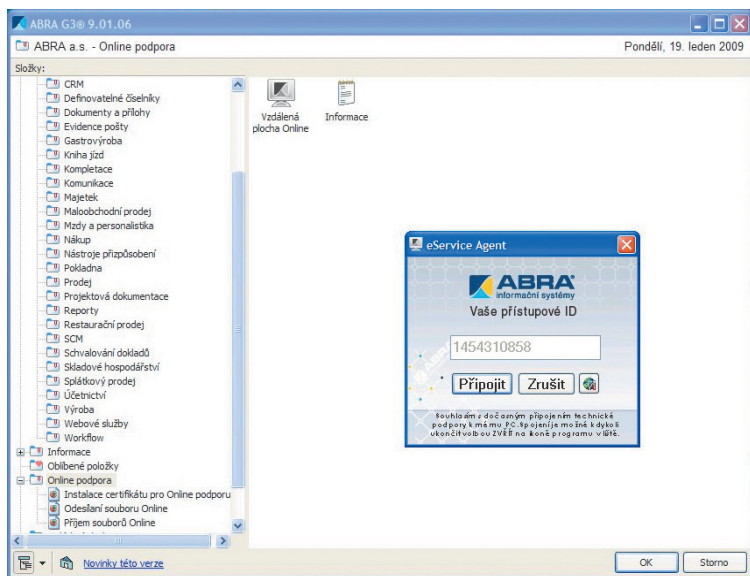 ABRA G3® 9.01.06
ABRA a.s. - Online podpora
Pondělí, 19. leden 2009
Složky:
CRM
Definovatelné číselníky
Dokumenty a přílohy
Evidence pošty
Gastrovýroba
Kniha jízd
Kompletace
Komunikace
Majetek
Maloobchodní prodej
Mzdy a personalistika
Nákup
Nástroje přizpůsobení
Pokladna
Prodej
Projektová dokumentace
Reporty
Restaurační prodej
SCM
Schvalování dokladů
Skladové hospodářství
Splátkový prodej
Účetnictví
Výroba
Webové služby
Workflow
Informace
Oblíbené položky
Online podpora
Instalace certifikátu pro Online podporu
Odeslaní souboru Online
Příjem souborů Online
Vzdálená
plocha Online
Informace
eService Agent
ABRA
informační systémy
Vaše přístupové ID
1454310858
Připojit
Zrušit
Souhlasím s dočasným připojením technické
podpory k mému PC. Spojení je možné kdykoli
ukončit volbou ZVĚŘ na ikoně programu v liště.
Novinky této verze
OK
Storno